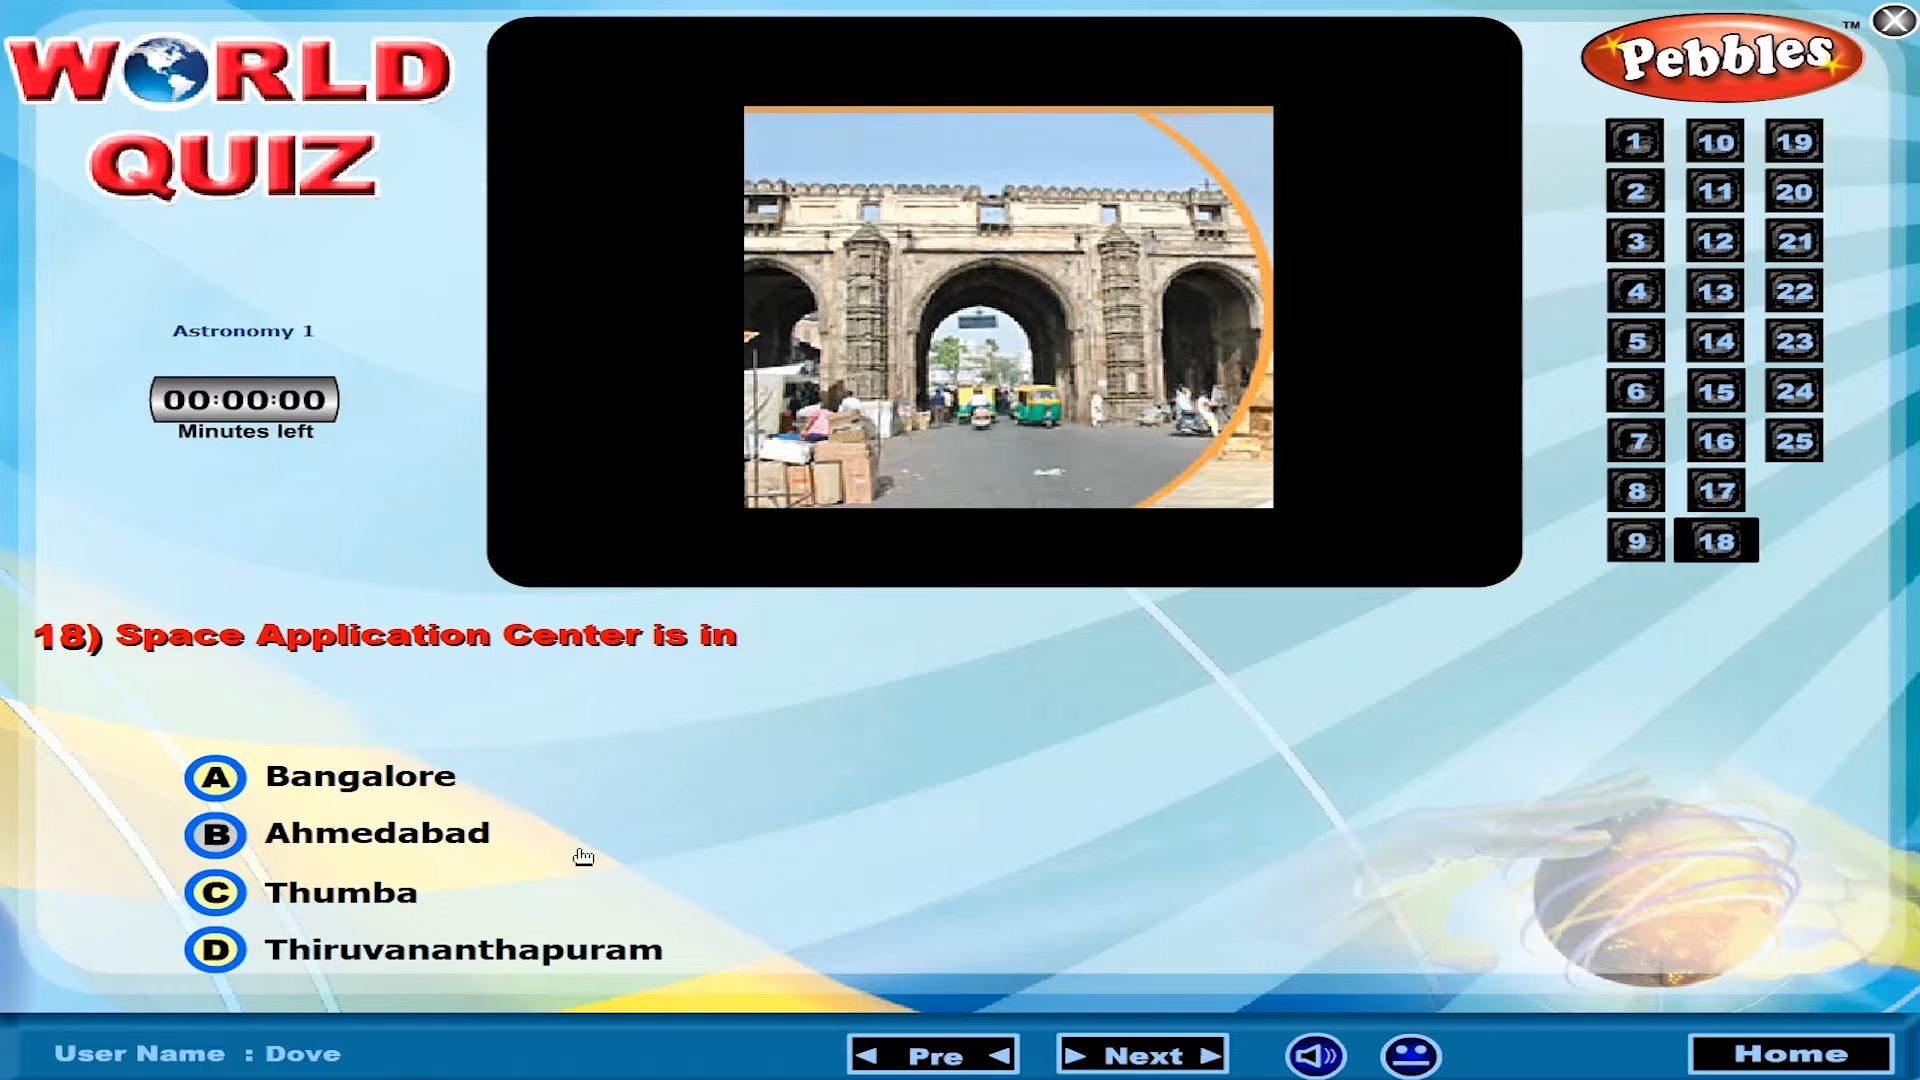 WORLD
QUIZ
Pebbles™
1 10 19
2 11 20
3 12 21
4 13 22
5 14 23
6 15 24
7 16 25
8 17
9 18
Astronomy 1
00:00:00
Minutes left
18) Space Application Center is in
A Bangalore
B Ahmedabad
C Thumba
D Thiruvananthapuram
User Name : Dove
Pre
Next
Home